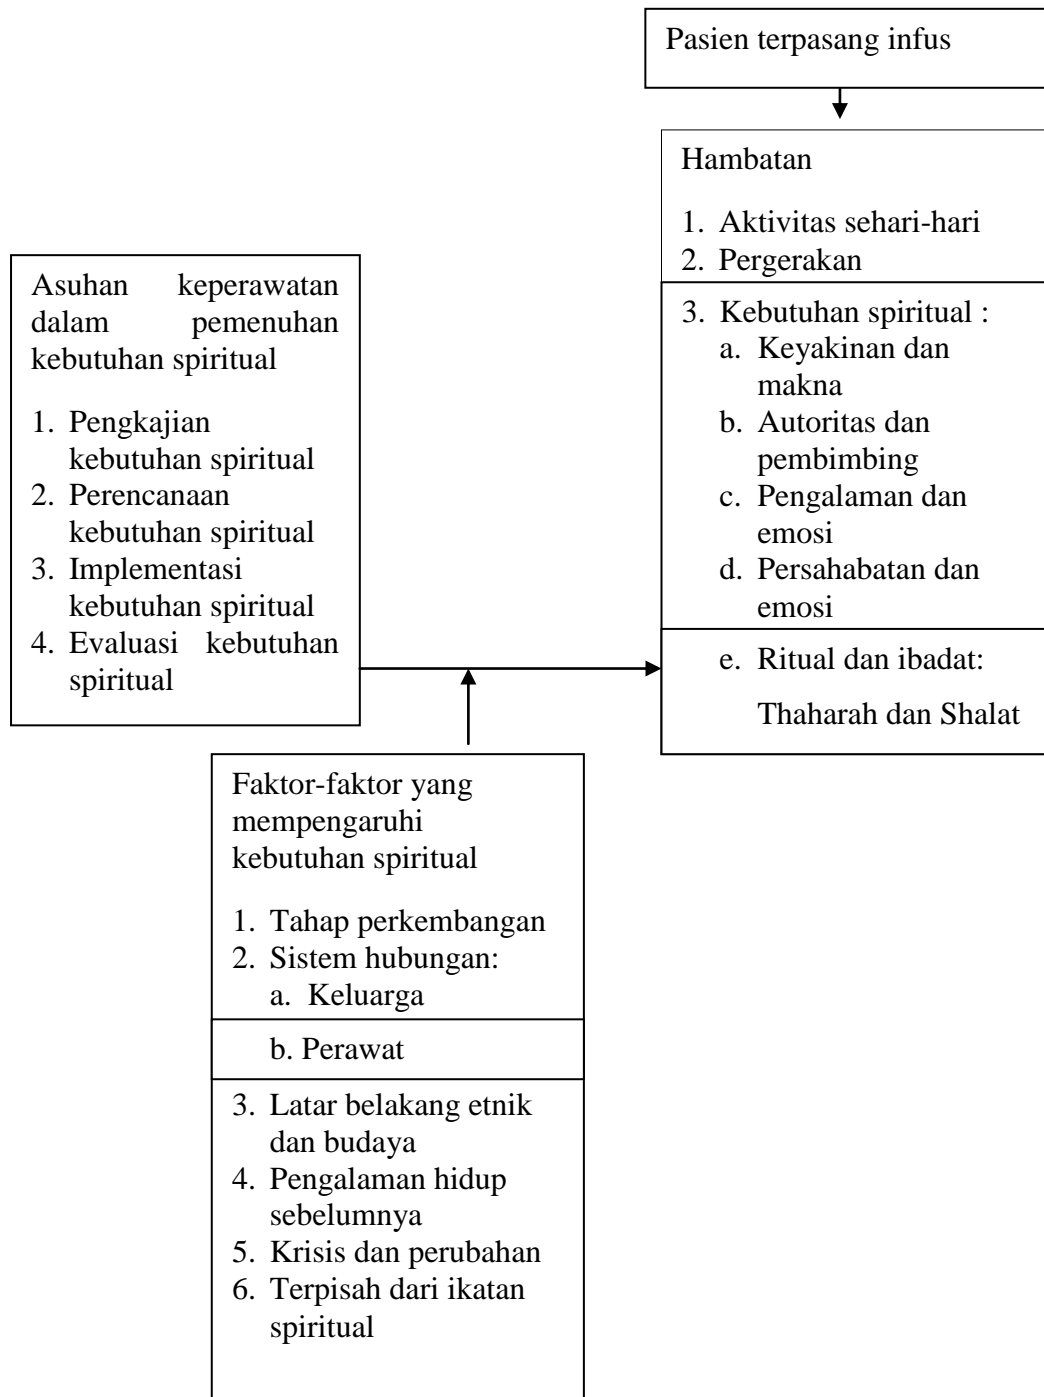 Pasien terpasang infus
Hambatan
1. Aktivitas sehari-hari
2. Pergerakan
3. Kebutuhan spiritual :
a. Keyakinan dan
makna
b. Autoritas dan
pembimbing
c. Pengalaman dan
emosi
d. Persahabatan dan
emosi
e. Ritual dan ibadat:
Thaharah dan Shalat
Asuhan keperawatan
dalam pemenuhan
kebutuhan spiritual
1. Pengkajian
kebutuhan spiritual
2. Perencanaan
kebutuhan spiritual
3. Implementasi
kebutuhan spiritual
4. Evaluasi kebutuhan
spiritual
Faktor-faktor yang
mempengaruhi
kebutuhan spiritual
1. Tahap perkembangan
2. Sistem hubungan:
a. Keluarga
b. Perawat
3. Latar belakang etnik
dan budaya
4. Pengalaman hidup
sebelumnya
5. Krisis dan perubahan
6. Terpisah dari ikatan
spiritual